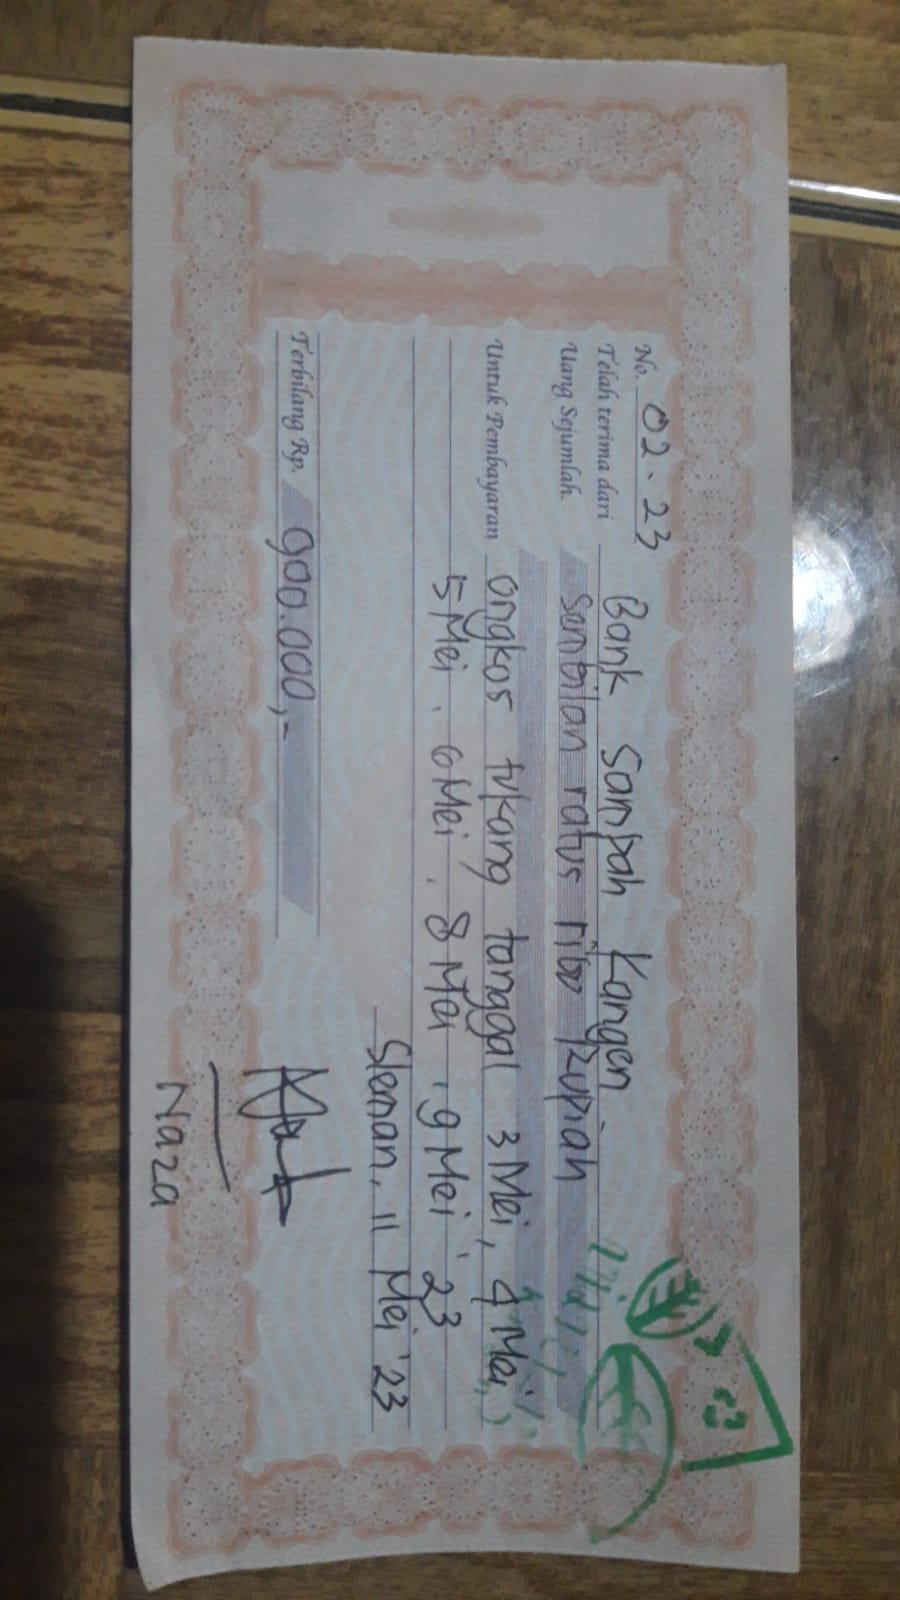 No. 02.23
Telah terima dari Bank Sampah Kangen
Uang Sejumlah. Sembilan ratus ribu Rupiah
Untuk Pembayaran ongkos tukang tanggal 3 Mei, 4 Mei,
5 Mei, 6 Mei, 8 Mei, 9 Mei '23
Sleman, 11 Mei '23
Terbilang Rp. 900.000,-
Naza